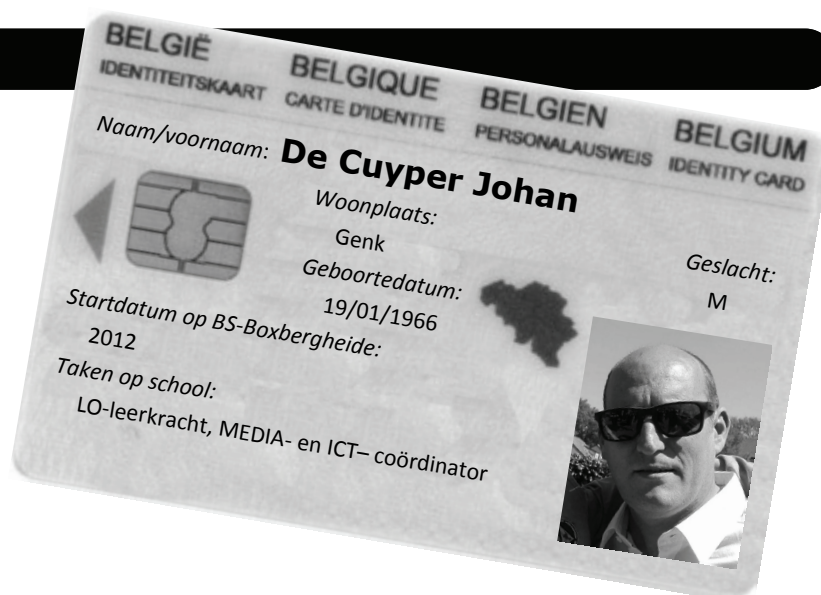 BELGIË BELGIQUE BELGIEN BELGIUM
IDENTITEITSKAART CARTE D'IDENTITE PERSONALAUSWEIS IDENTITY CARD
Naam/voornaam: De Cuyper Johan
Woonplaats:
Genk
Geslacht:
M
Geboortedatum:
19/01/1966
Startdatum op BS-Boxbergheide:
2012
Taken op school:
LO-leerkracht, MEDIA- en ICT– coördinator